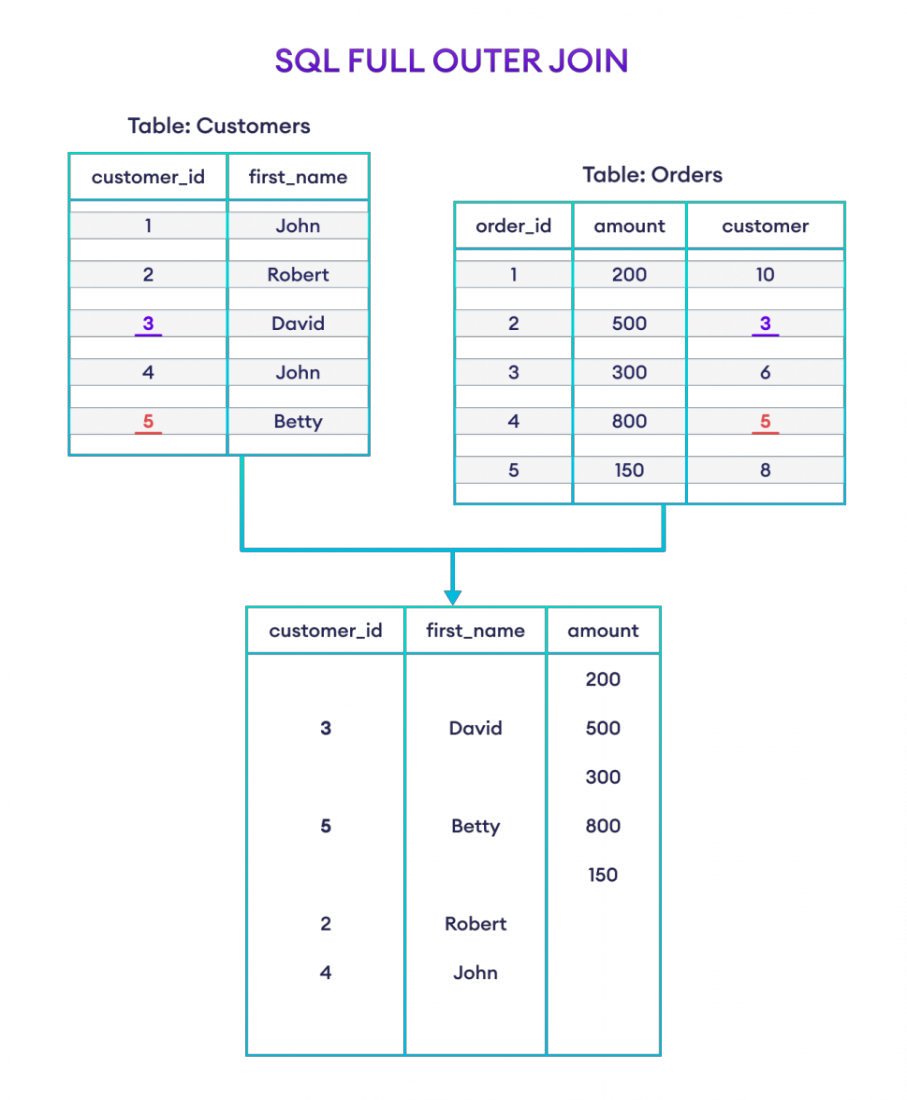 SQL FULL OUTER JOIN
Table: Customers
customer_id first_name
1 John
2 Robert
3 David
4 John
5 Betty
Table: Orders
order_id amount customer
1 200 10
2 500 3
3 300 6
4 800 5
5 150 8
customer_id first_name amount
200
3 David 500
300
5 Betty 800
150
2 Robert
4 John